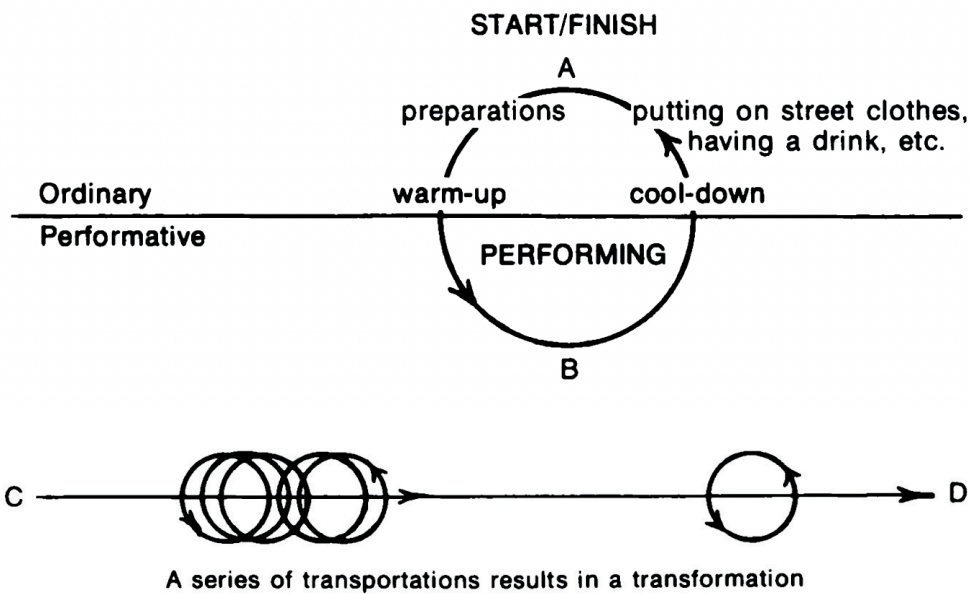 START/FINISH
A
preparations
putting on street clothes,
having a drink, etc.
Ordinary
warm-up
cool-down
Performative
PERFORMING
B
C
D
A series of transportations results in a transformation